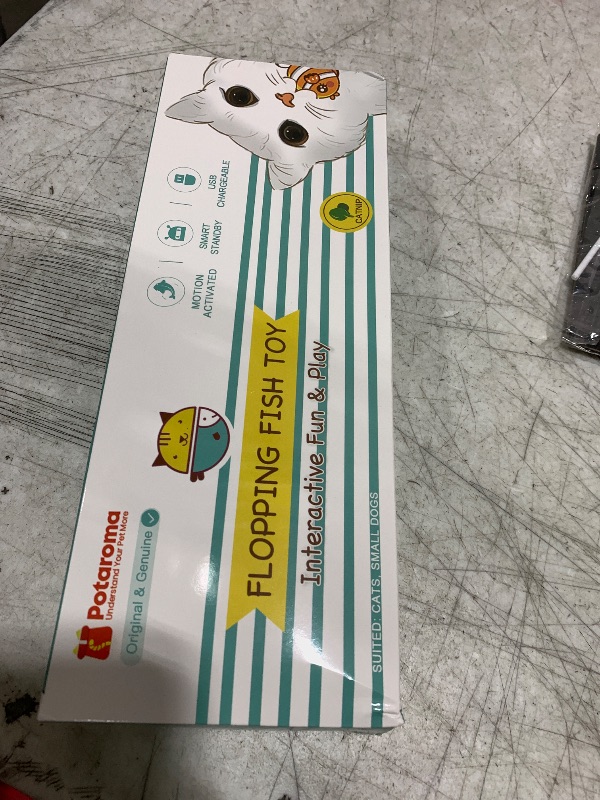 Potaroma
Understand Your Pet More
Original & Genuine
MOTION
ACTIVATED
SMART
STANDBY
USB
CHARGEABLE
FLOPPING FISH TOY
Interactive Fun & Play
CATNIP
SUITED: CATS, SMALL DOGS